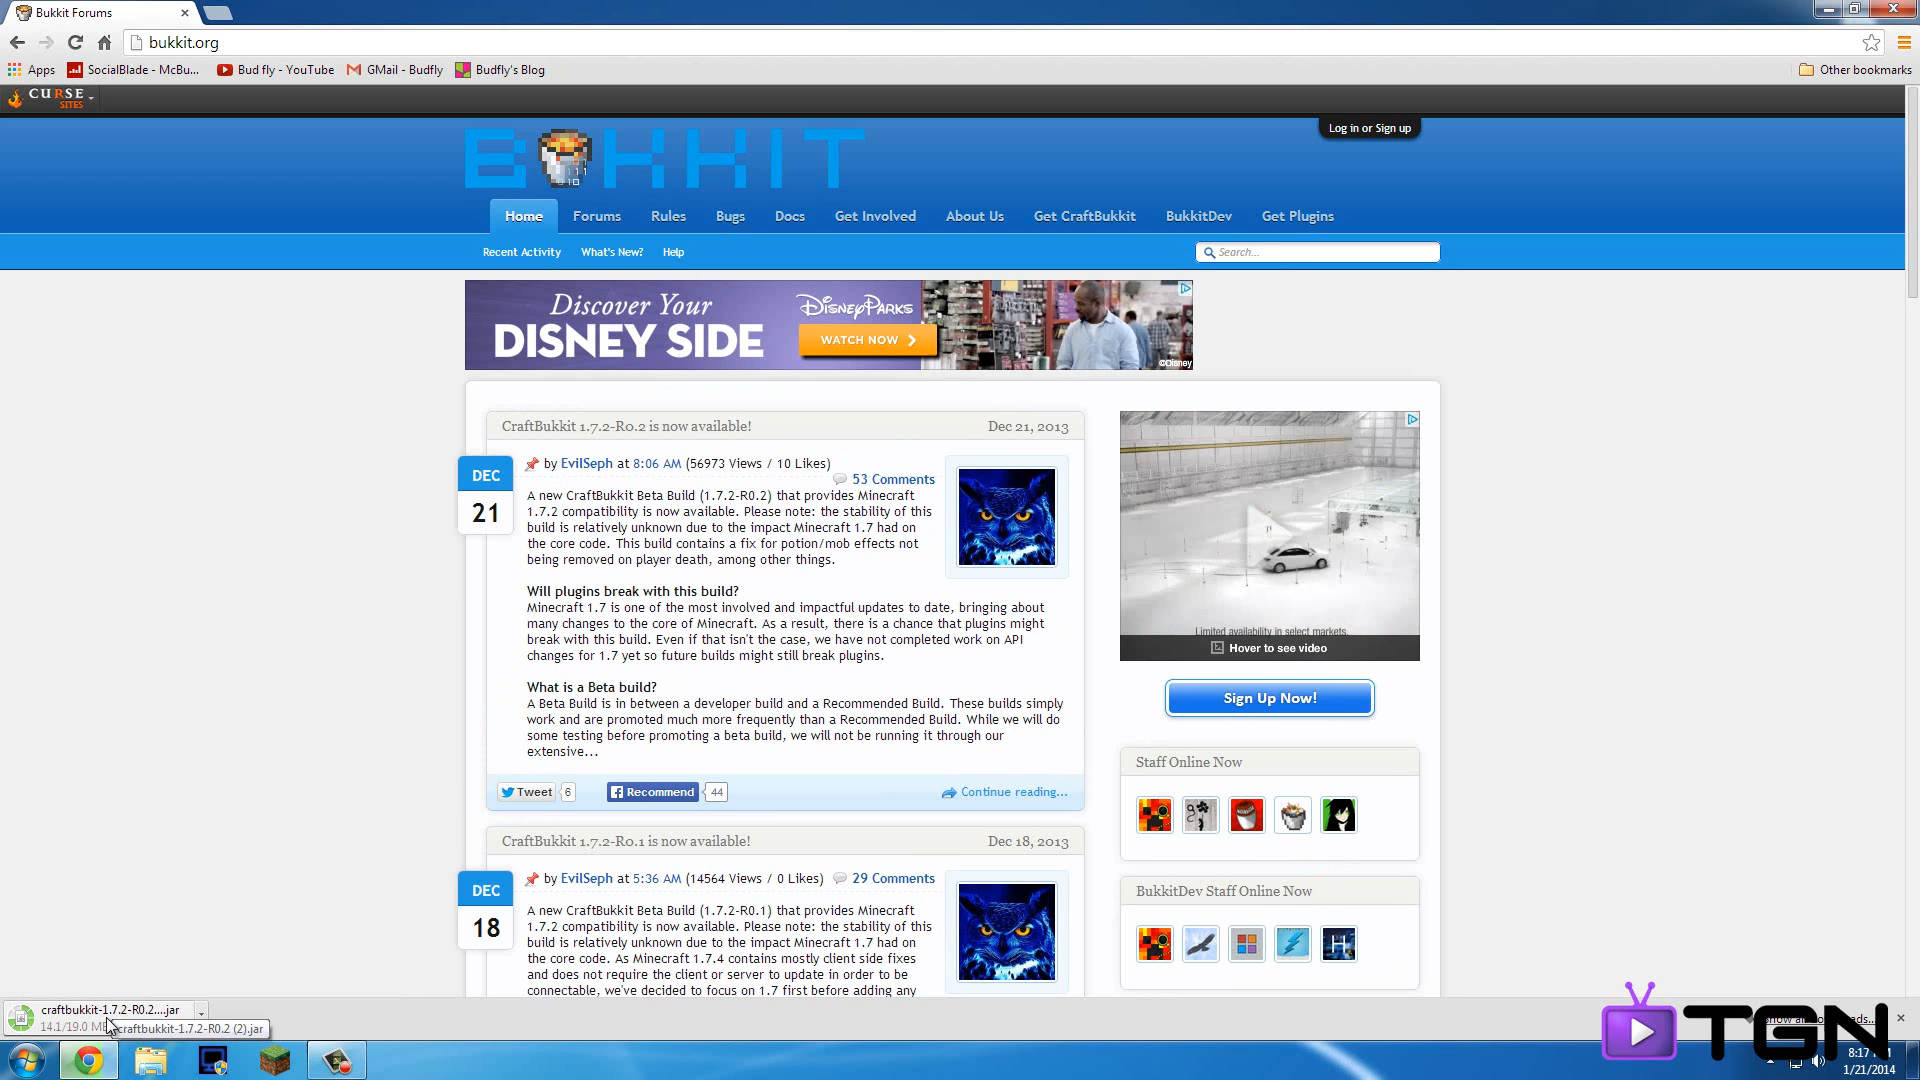 Bukkit Forums
bukkit.org
Apps SocialBlade - McBu... Bud fly - YouTube GMail - Budfly Budfly's Blog Other bookmarks
CURSE
SITES
Log in or Sign up
BUKKIT
Home Forums Rules Bugs Docs Get Involved About Us Get CraftBukkit BukkitDev Get Plugins
Recent Activity What's New? Help Search...
Discover Your
DISNEY SIDE
Disney Parks
WATCH NOW
©Disney
CraftBukkit 1.7.2-R0.2 is now available! Dec 21, 2013
DEC
21
by EvilSeph at 8:06 AM (56973 Views / 10 Likes)
53 Comments
A new CraftBukkit Beta Build (1.7.2-R0.2) that provides Minecraft
1.7.2 compatibility is now available. Please note: the stability of this
build is relatively unknown due to the impact Minecraft 1.7 had on
the core code. This build contains a fix for potion/mob effects not
being removed on player death, among other things.
Will plugins break with this build?
Minecraft 1.7 is one of the most involved and impactful updates to date, bringing about
many changes to the core of Minecraft. As a result, there is a chance that plugins might
break with this build. Even if that isn't the case, we have not completed work on API
changes for 1.7 yet so future builds might still break plugins.
What is a Beta build?
A Beta Build is in between a developer build and a Recommended Build. These builds simply
work and are promoted much more frequently than a Recommended Build. While we will do
some testing before promoting a beta build, we will not be running it through our
extensive...
Tweet 6 Recommend 44 Continue reading...
Limited availability in select markets.
Hover to see video
Sign Up Now!
Staff Online Now
BukkitDev Staff Online Now
CraftBukkit 1.7.2-R0.1 is now available! Dec 18, 2013
DEC
18
by EvilSeph at 5:36 AM (14564 Views / 0 Likes) 29 Comments
A new CraftBukkit Beta Build (1.7.2-R0.1) that provides Minecraft
1.7.2 compatibility is now available. Please note: the stability of this
build is relatively unknown due to the impact Minecraft 1.7 had on
the core code. As Minecraft 1.7.4 contains mostly client side fixes
and does not require the client or server to update in order to be
connectable, we've decided to focus on 1.7 first before adding any
craftbukkit-1.7.2-R0.2....jar
14.1/19.0 MB
craftbukkit-1.7.2-R0.2 (2).jar
TGN
8:17
1/21/2014